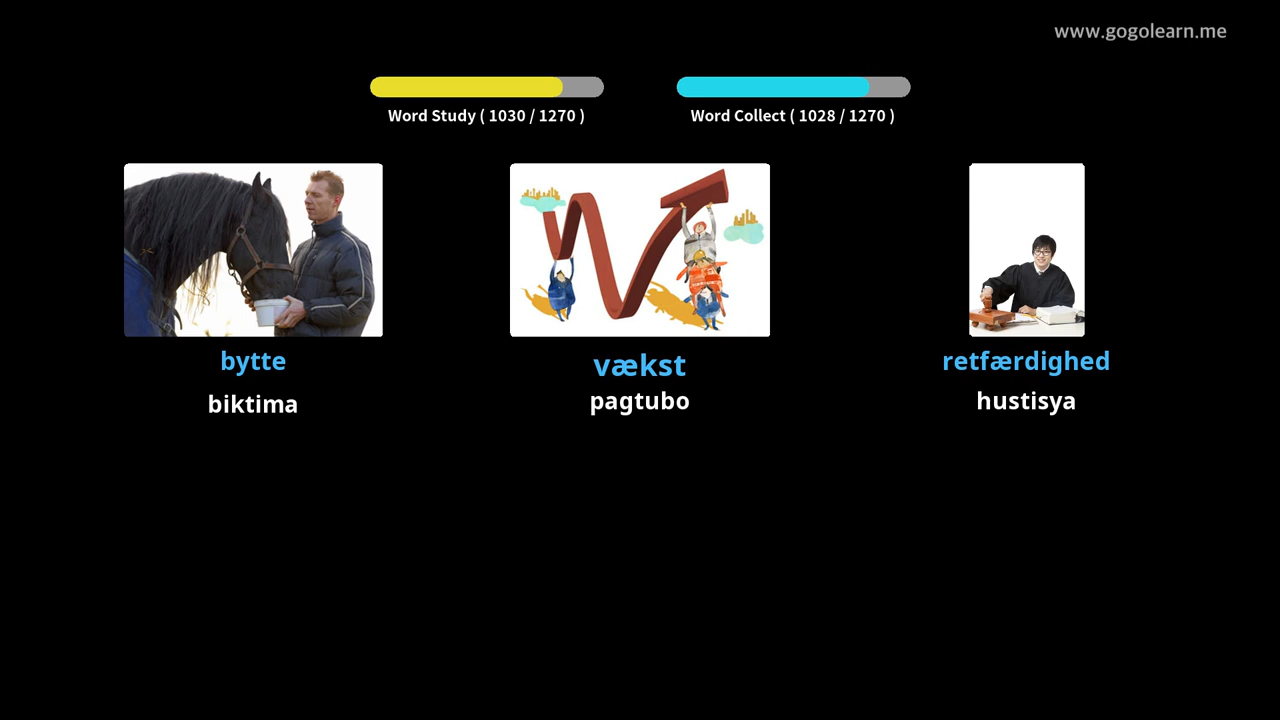 www.gogolearn.me
Word Study ( 1030 / 1270 )
Word Collect ( 1028 / 1270 )
bytte
vækst
retfærdighed
biktima
pagtubo
hustisya